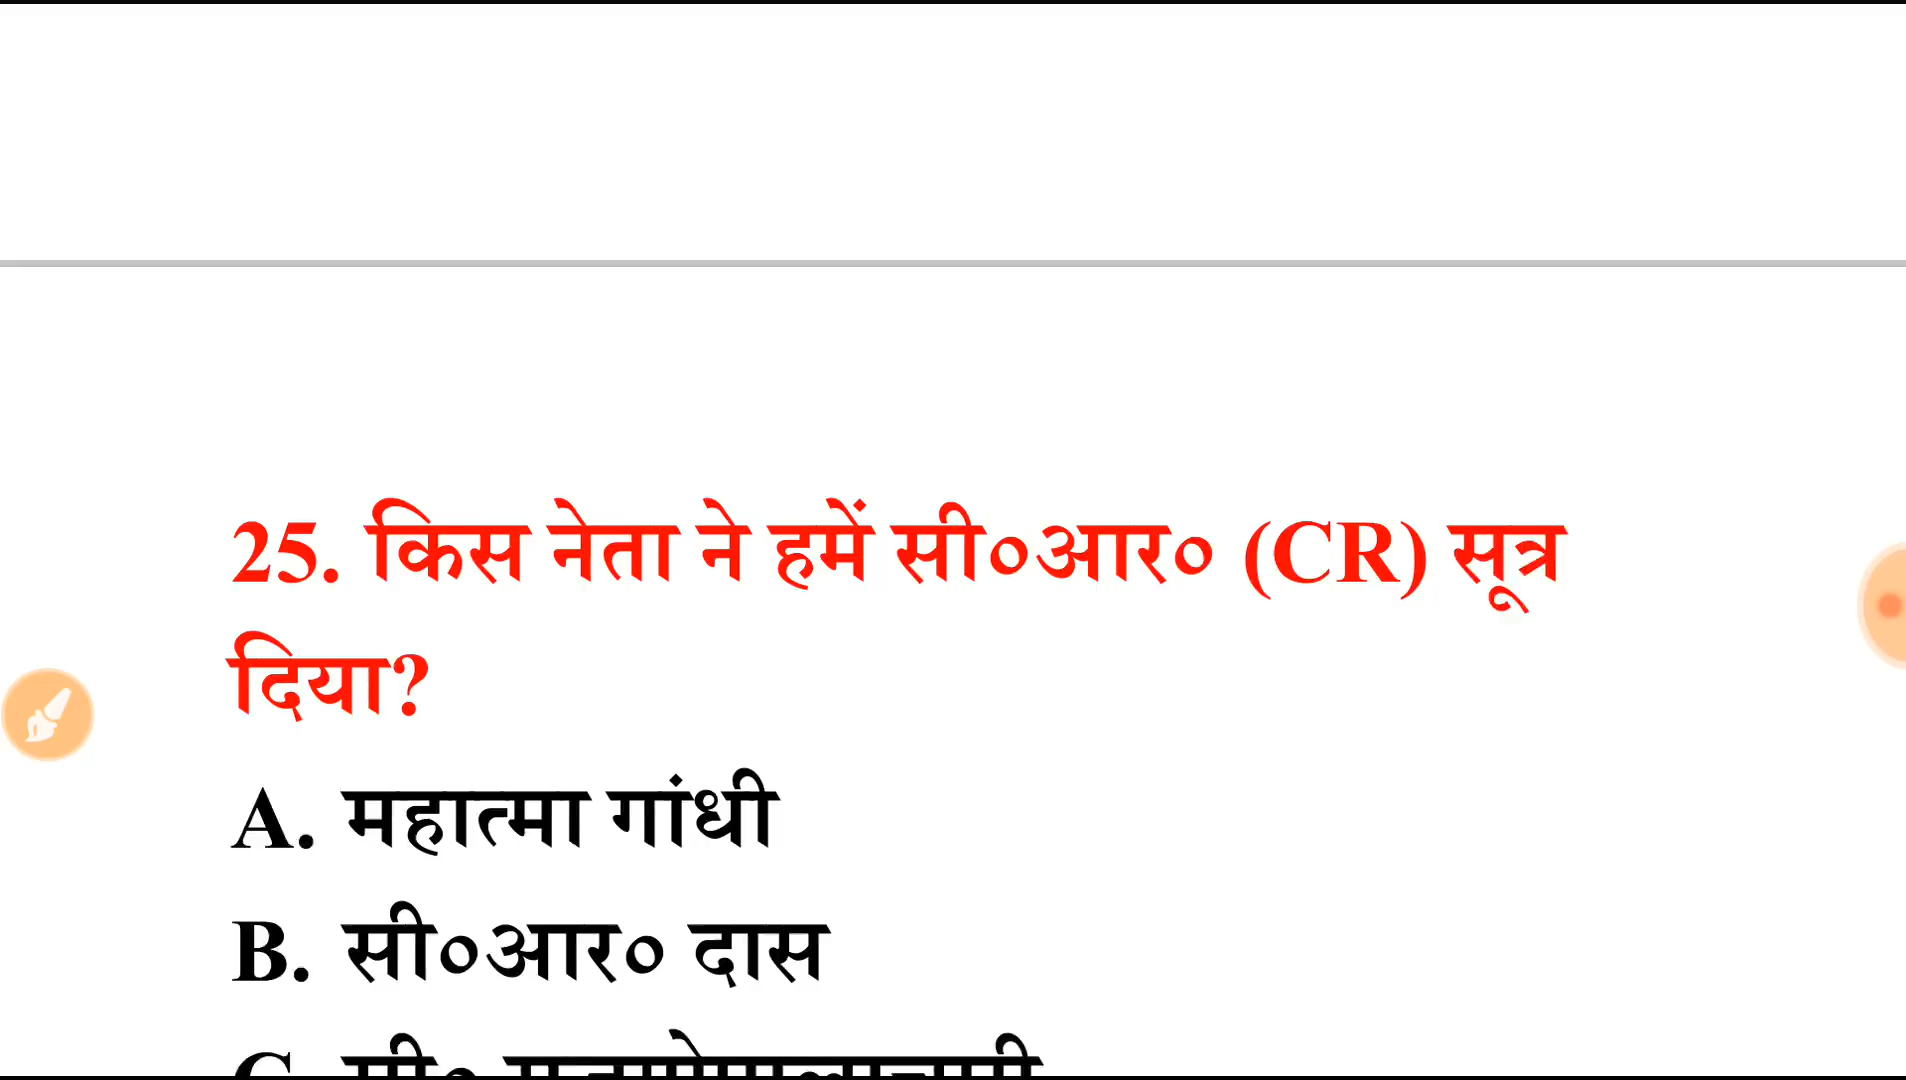 25. किस नेता ने हमें सी०आर० (CR) सूत्र
दिया?
A. महात्मा गांधी
B. सी०आर० दास